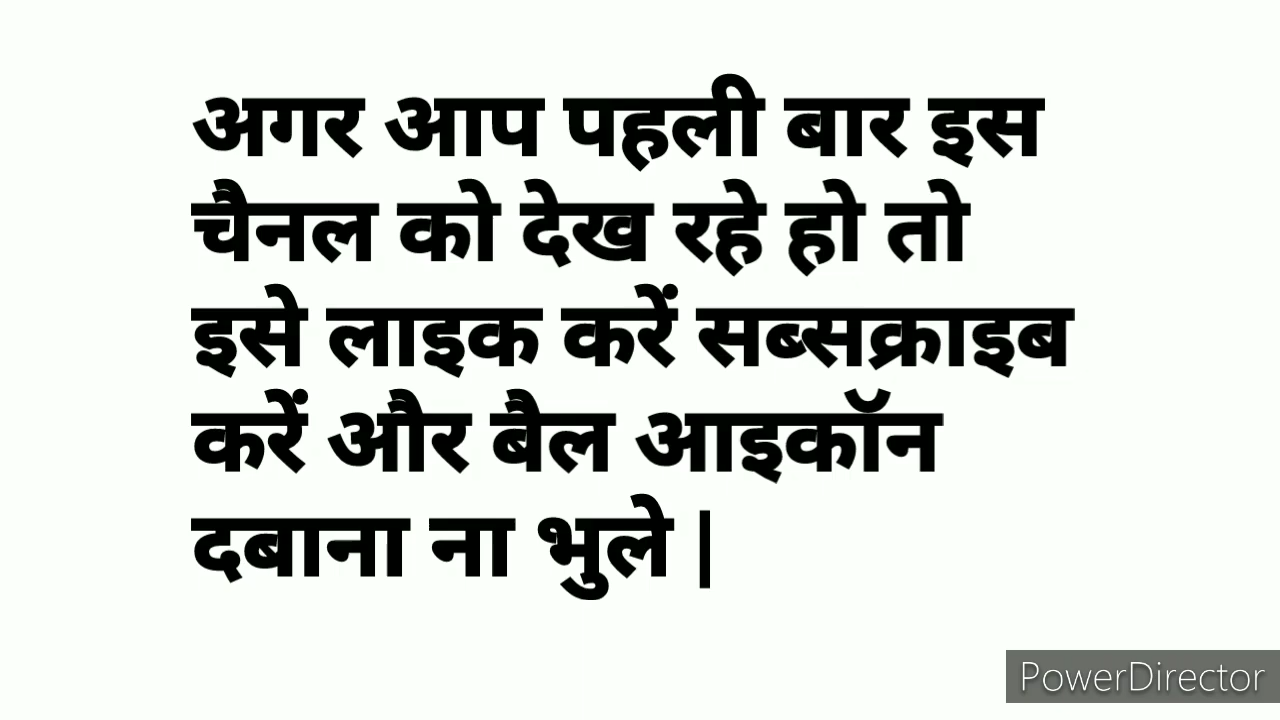 अगर आप पहली बार इस
चैनल को देख रहे हो तो
इसे लाइक करें सब्सक्राइब
करें और बैल आइकॉन
दबाना ना भुले |
PowerDirector